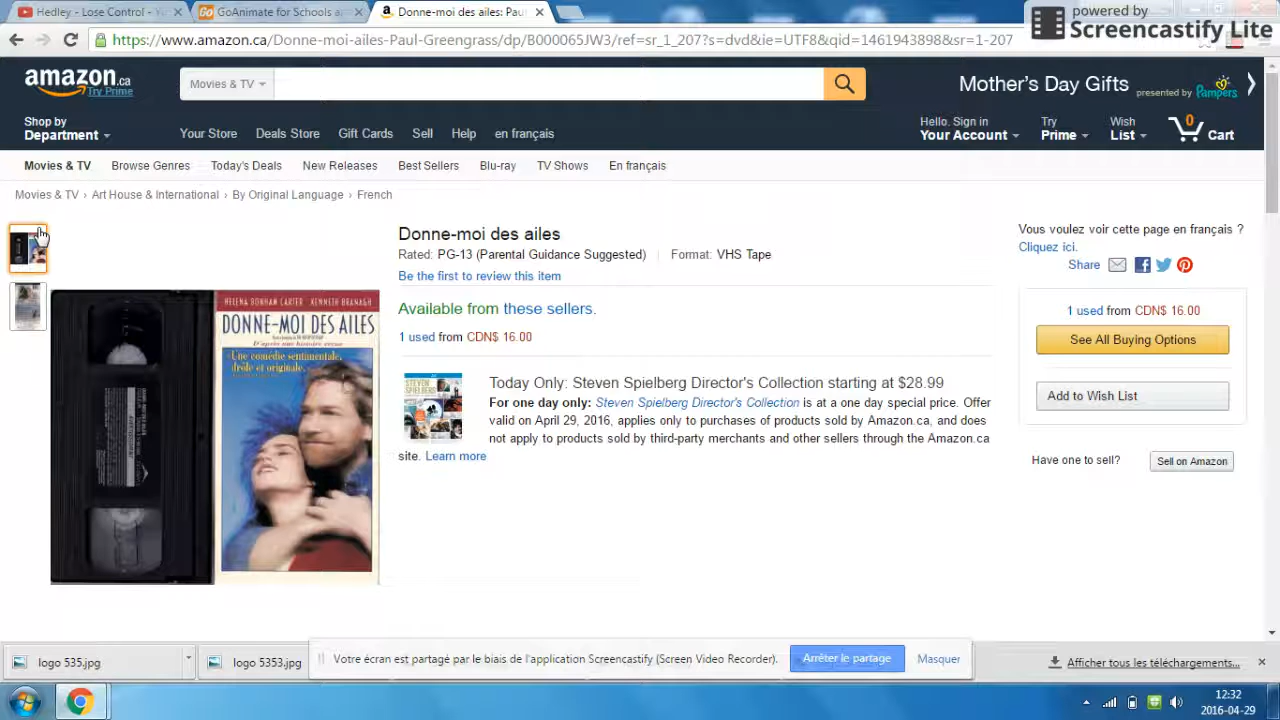 Hedley - Lose Control - Y
GoAnimate for Schools a
Donne-moi des ailes: Pau
powered by
Screencastify Lite
https://www.amazon.ca/Donne-moi-ailes-Paul-Greengrass/dp/B00065JW3/ref=sr_1_207?s=dvd&ie=UTF8&qid=1461943898&sr=1-207
amazon.ca
Try Prime
Movies & TV
Mother's Day Gifts presented by Pampers
Shop by
Department
Your Store
Deals Store
Gift Cards
Sell
Help
en français
Hello. Sign in
Your Account
Try
Prime
Wish
List
0
Cart
Movies & TV
Browse Genres
Today's Deals
New Releases
Best Sellers
Blu-ray
TV Shows
En français
Movies & TV › Art House & International › By Original Language › French
HELENA BONHAM CARTER KENNETH BRANAGH
DONNE-MOI DES AILES
Une comédie sentimentale,
drôle et originale.
Donne-moi des ailes
Rated: PG-13 (Parental Guidance Suggested) | Format: VHS Tape
Be the first to review this item
Available from these sellers.
1 used from CDN$ 16.00
STEVEN SPIELBERG
Today Only: Steven Spielberg Director's Collection starting at $28.99
For one day only: Steven Spielberg Director's Collection is at a one day special price. Offer
valid on April 29, 2016, applies only to purchases of products sold by Amazon.ca, and does
not apply to products sold by third-party merchants and other sellers through the Amazon.ca
site. Learn more
Vous voulez voir cette page en français ?
Cliquez ici.
Share
1 used from CDN$ 16.00
See All Buying Options
Add to Wish List
Have one to sell?
Sell on Amazon
logo 535.jpg
logo 5353.jpg
Votre écran est partagé par le biais de l'application Screencastify (Screen Video Recorder).
Arrêter le partage
Masquer
Afficher tous les téléchargements...
12:32
2016-04-29